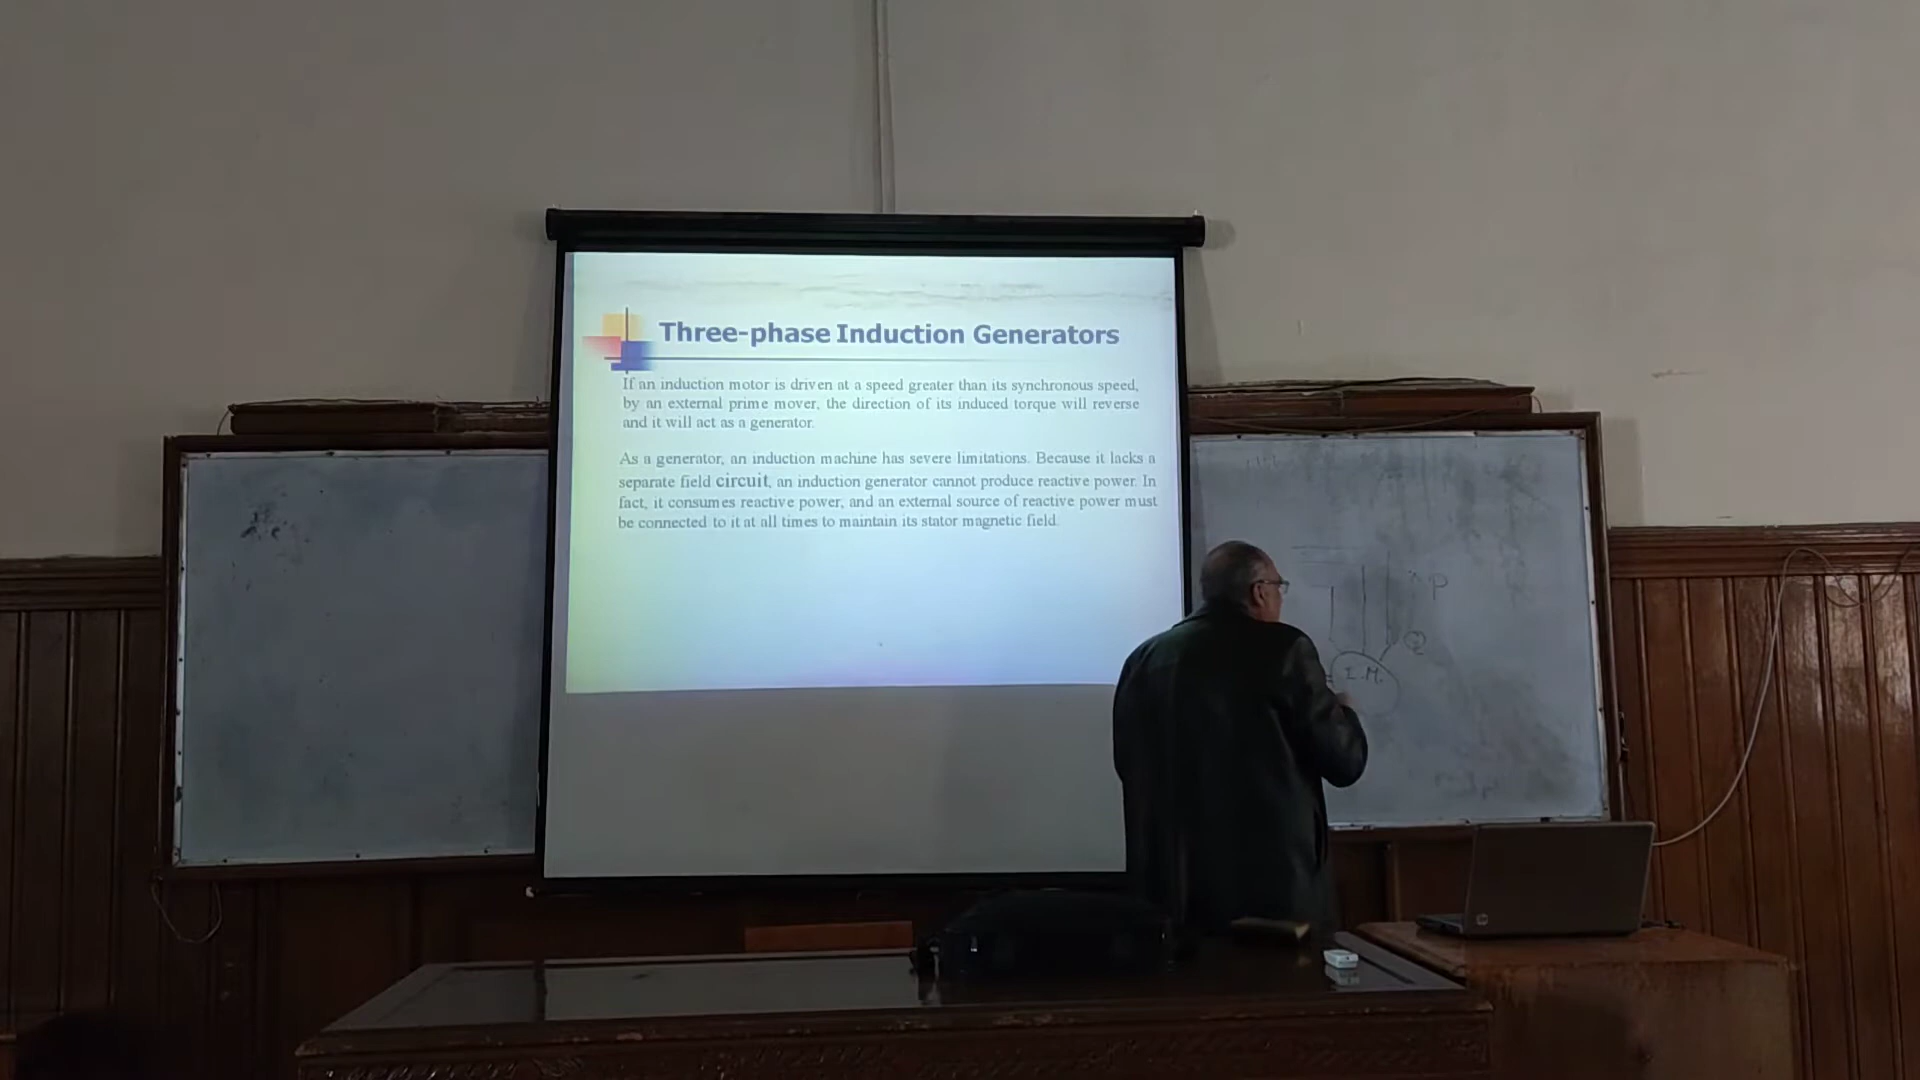 Three-phase Induction Generators
If an induction motor is driven at a speed greater than its synchronous speed,
by an external prime mover, the direction of its induced torque will reverse
and it will act as a generator.
As a generator, an induction machine has severe limitations. Because it lacks a
separate field circuit, an induction generator cannot produce reactive power. In
fact, it consumes reactive power, and an external source of reactive power must
be connected to it at all times to maintain its stator magnetic field.
P
Q
I.M.
hp